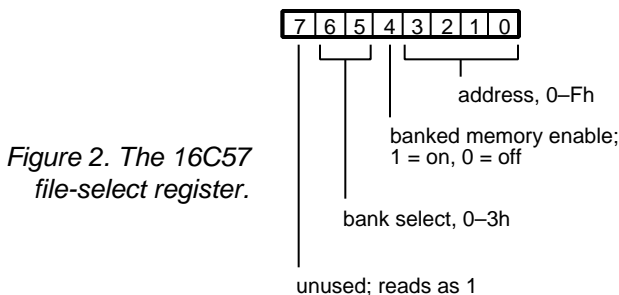 7 6 5 4 3 2 1 0
address, 0–Fh
banked memory enable;
1 = on, 0 = off
Figure 2. The 16C57
file-select register.
bank select, 0–3h
unused; reads as 1